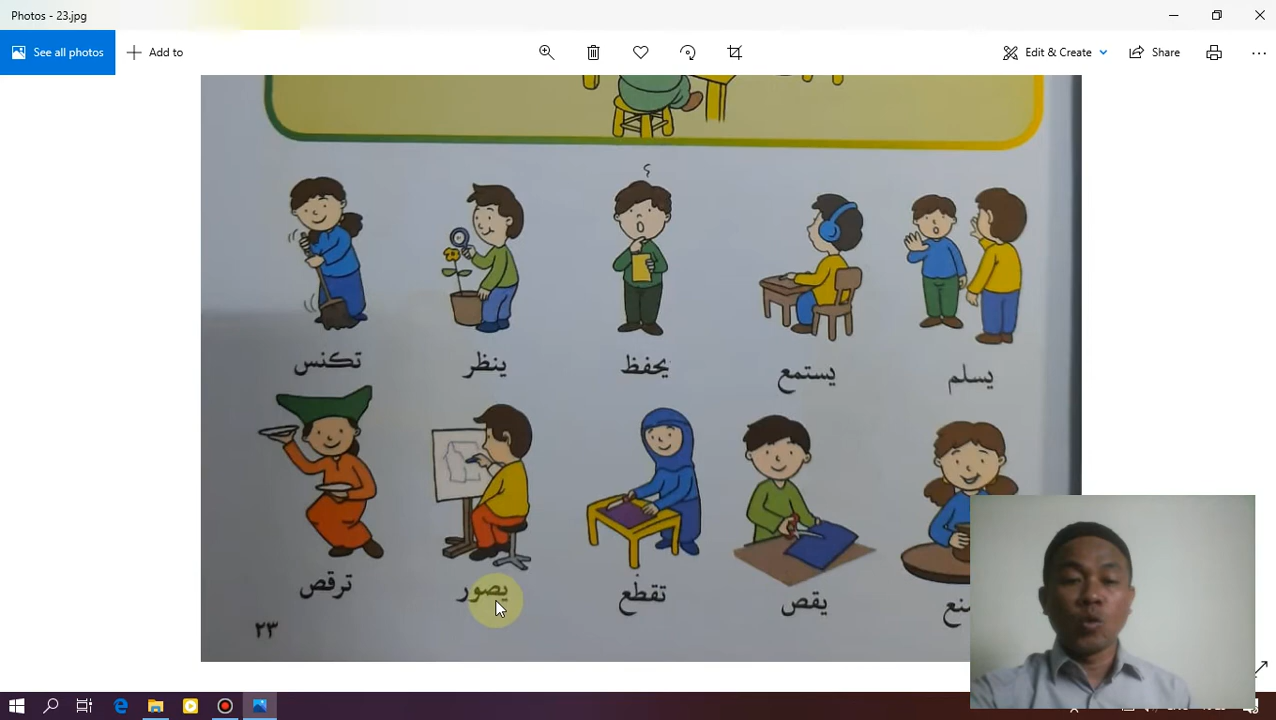 Photos - 23.jpg
See all photos
Add to
Edit & Create
Share
؟
يسلم
يستمع
يحفظ
ينظر
تكنس
يقص
تقطع
يصور
ترقص
٢٣